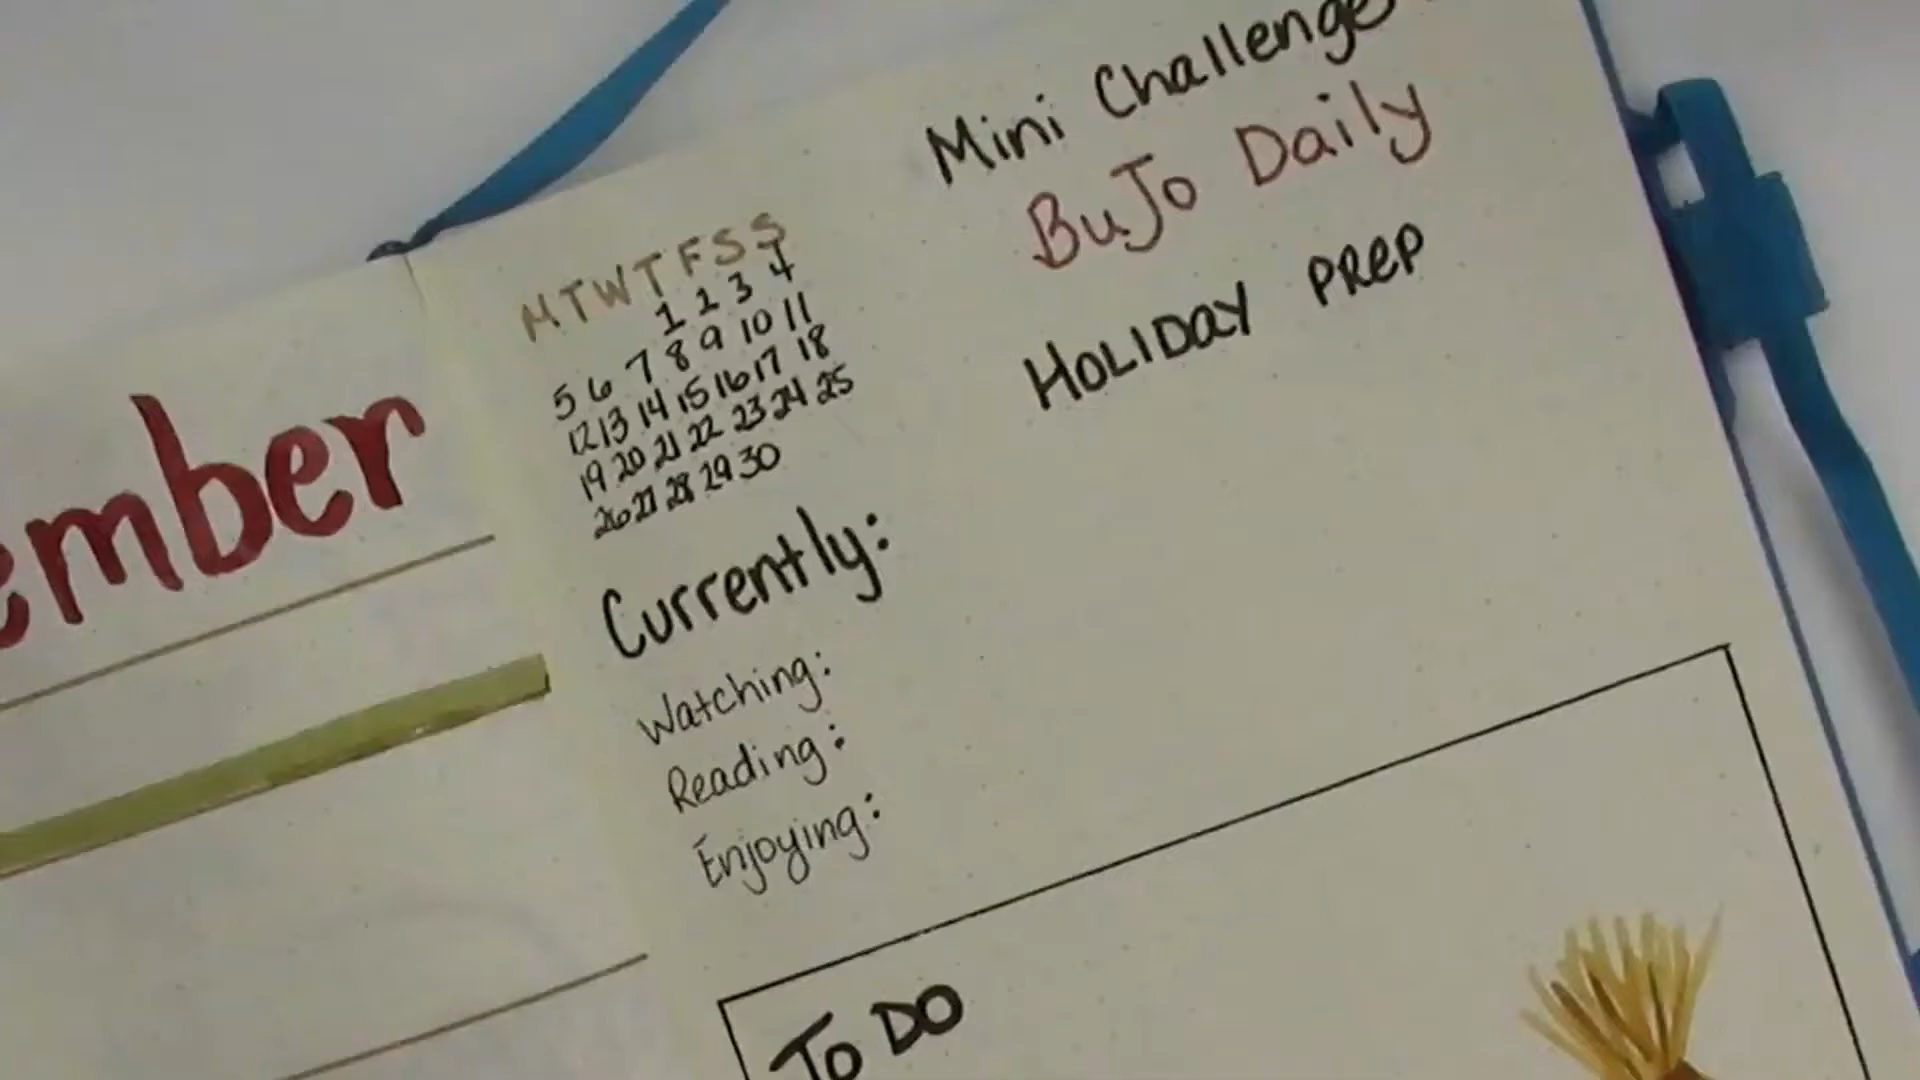 ember
M T W T F S S
1 2 3 4
5 6 7 8 9 10 11
12 13 14 15 16 17 18
19 20 21 22 23 24 25
26 27 28 29 30
Currently:
Watching:
Reading:
Enjoying:
Mini Challenge
BuJo Daily
HOLIDAY PREP
To DO